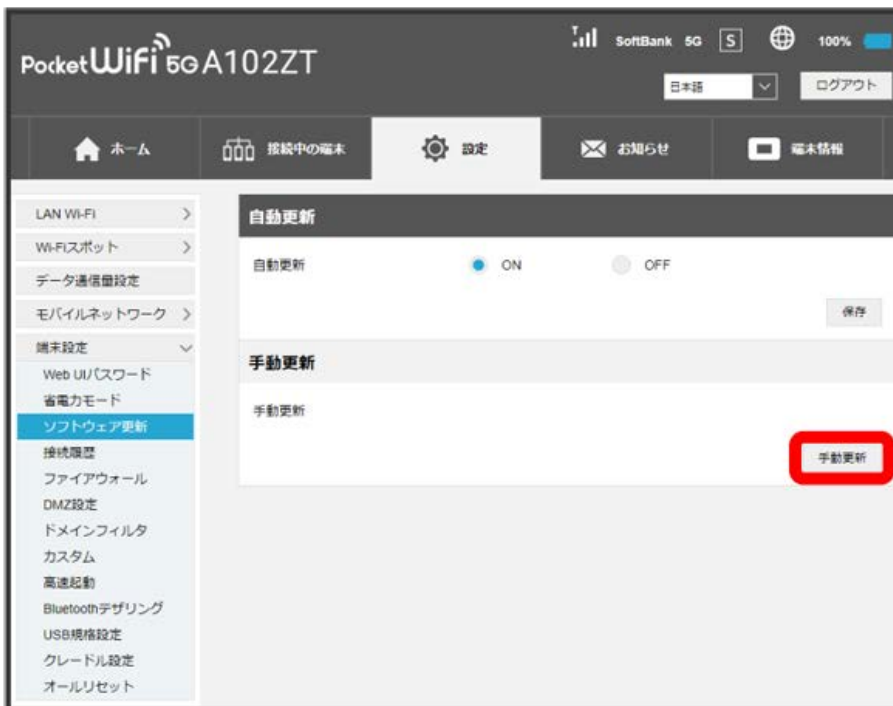 Pocket WiFi 5G A102ZT
SoftBank 5G S 100%
日本語 ログアウト
ホーム 接続中の端末 設定 お知らせ 端末情報
LAN Wi-Fi
Wi-Fiスポット
データ通信量設定
モバイルネットワーク
端末設定
Web UIパスワード
省電力モード
ソフトウェア更新
接続履歴
ファイアウォール
DMZ設定
ドメインフィルタ
カスタム
高速起動
Bluetoothテザリング
USB規格設定
クレードル設定
オールリセット
自動更新
自動更新 ON OFF
保存
手動更新
手動更新
手動更新